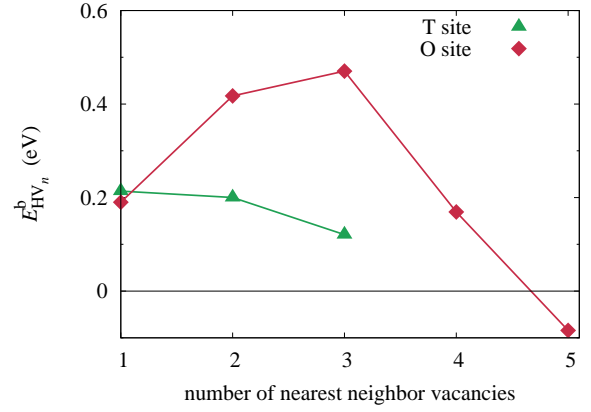 0.6
T site
O site
0.4
E^b_{HV_n} (eV)
0.2
0
1 2 3 4 5
number of nearest neighbor vacancies